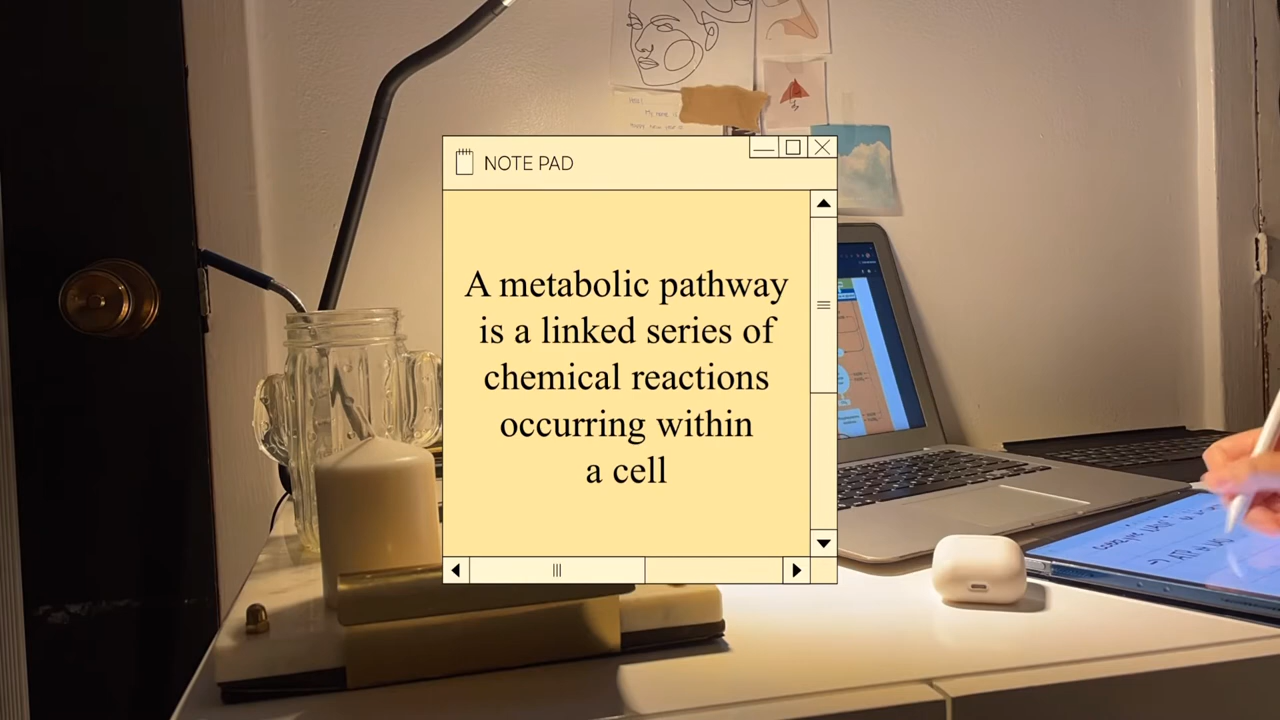 NOTE PAD
A metabolic pathway
is a linked series of
chemical reactions
occurring within
a cell